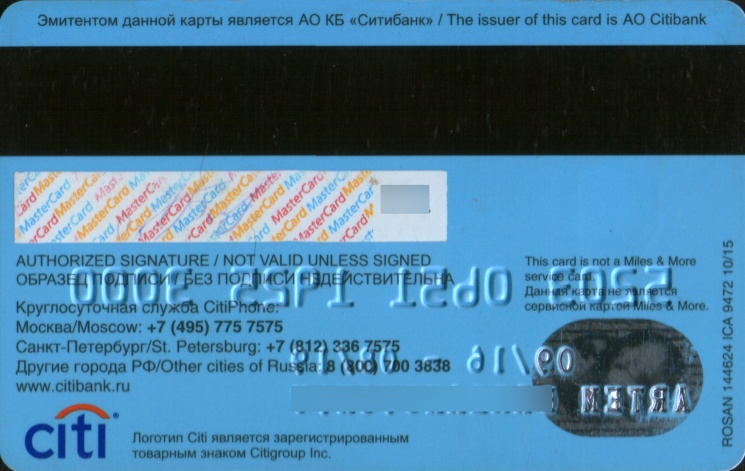 Эмитентом данной карты является АО КБ «Ситибанк» / The issuer of this card is AO Citibank
AUTHORIZED SIGNATURE / NOT VALID UNLESS SIGNED
ОБРАЗЕЦ ПОДПИСИ / БЕЗ ПОДПИСИ НЕДЕЙСТВИТЕЛЬНА
This card is not a Miles & More
service card.
Данная карта не является
сервисной картой Miles & More.
Круглосуточная служба CitiPhone:
Москва/Moscow: +7 (495) 775 7575
Санкт-Петербург/St. Petersburg: +7 (812) 336 7575
Другие города РФ/Other cities of Russia: 8 (800) 700 3838
www.citibank.ru
citi®
Логотип Citi является зарегистрированным
товарным знаком Citigroup Inc.
ROSAN 144624 ICA 9472 10/15